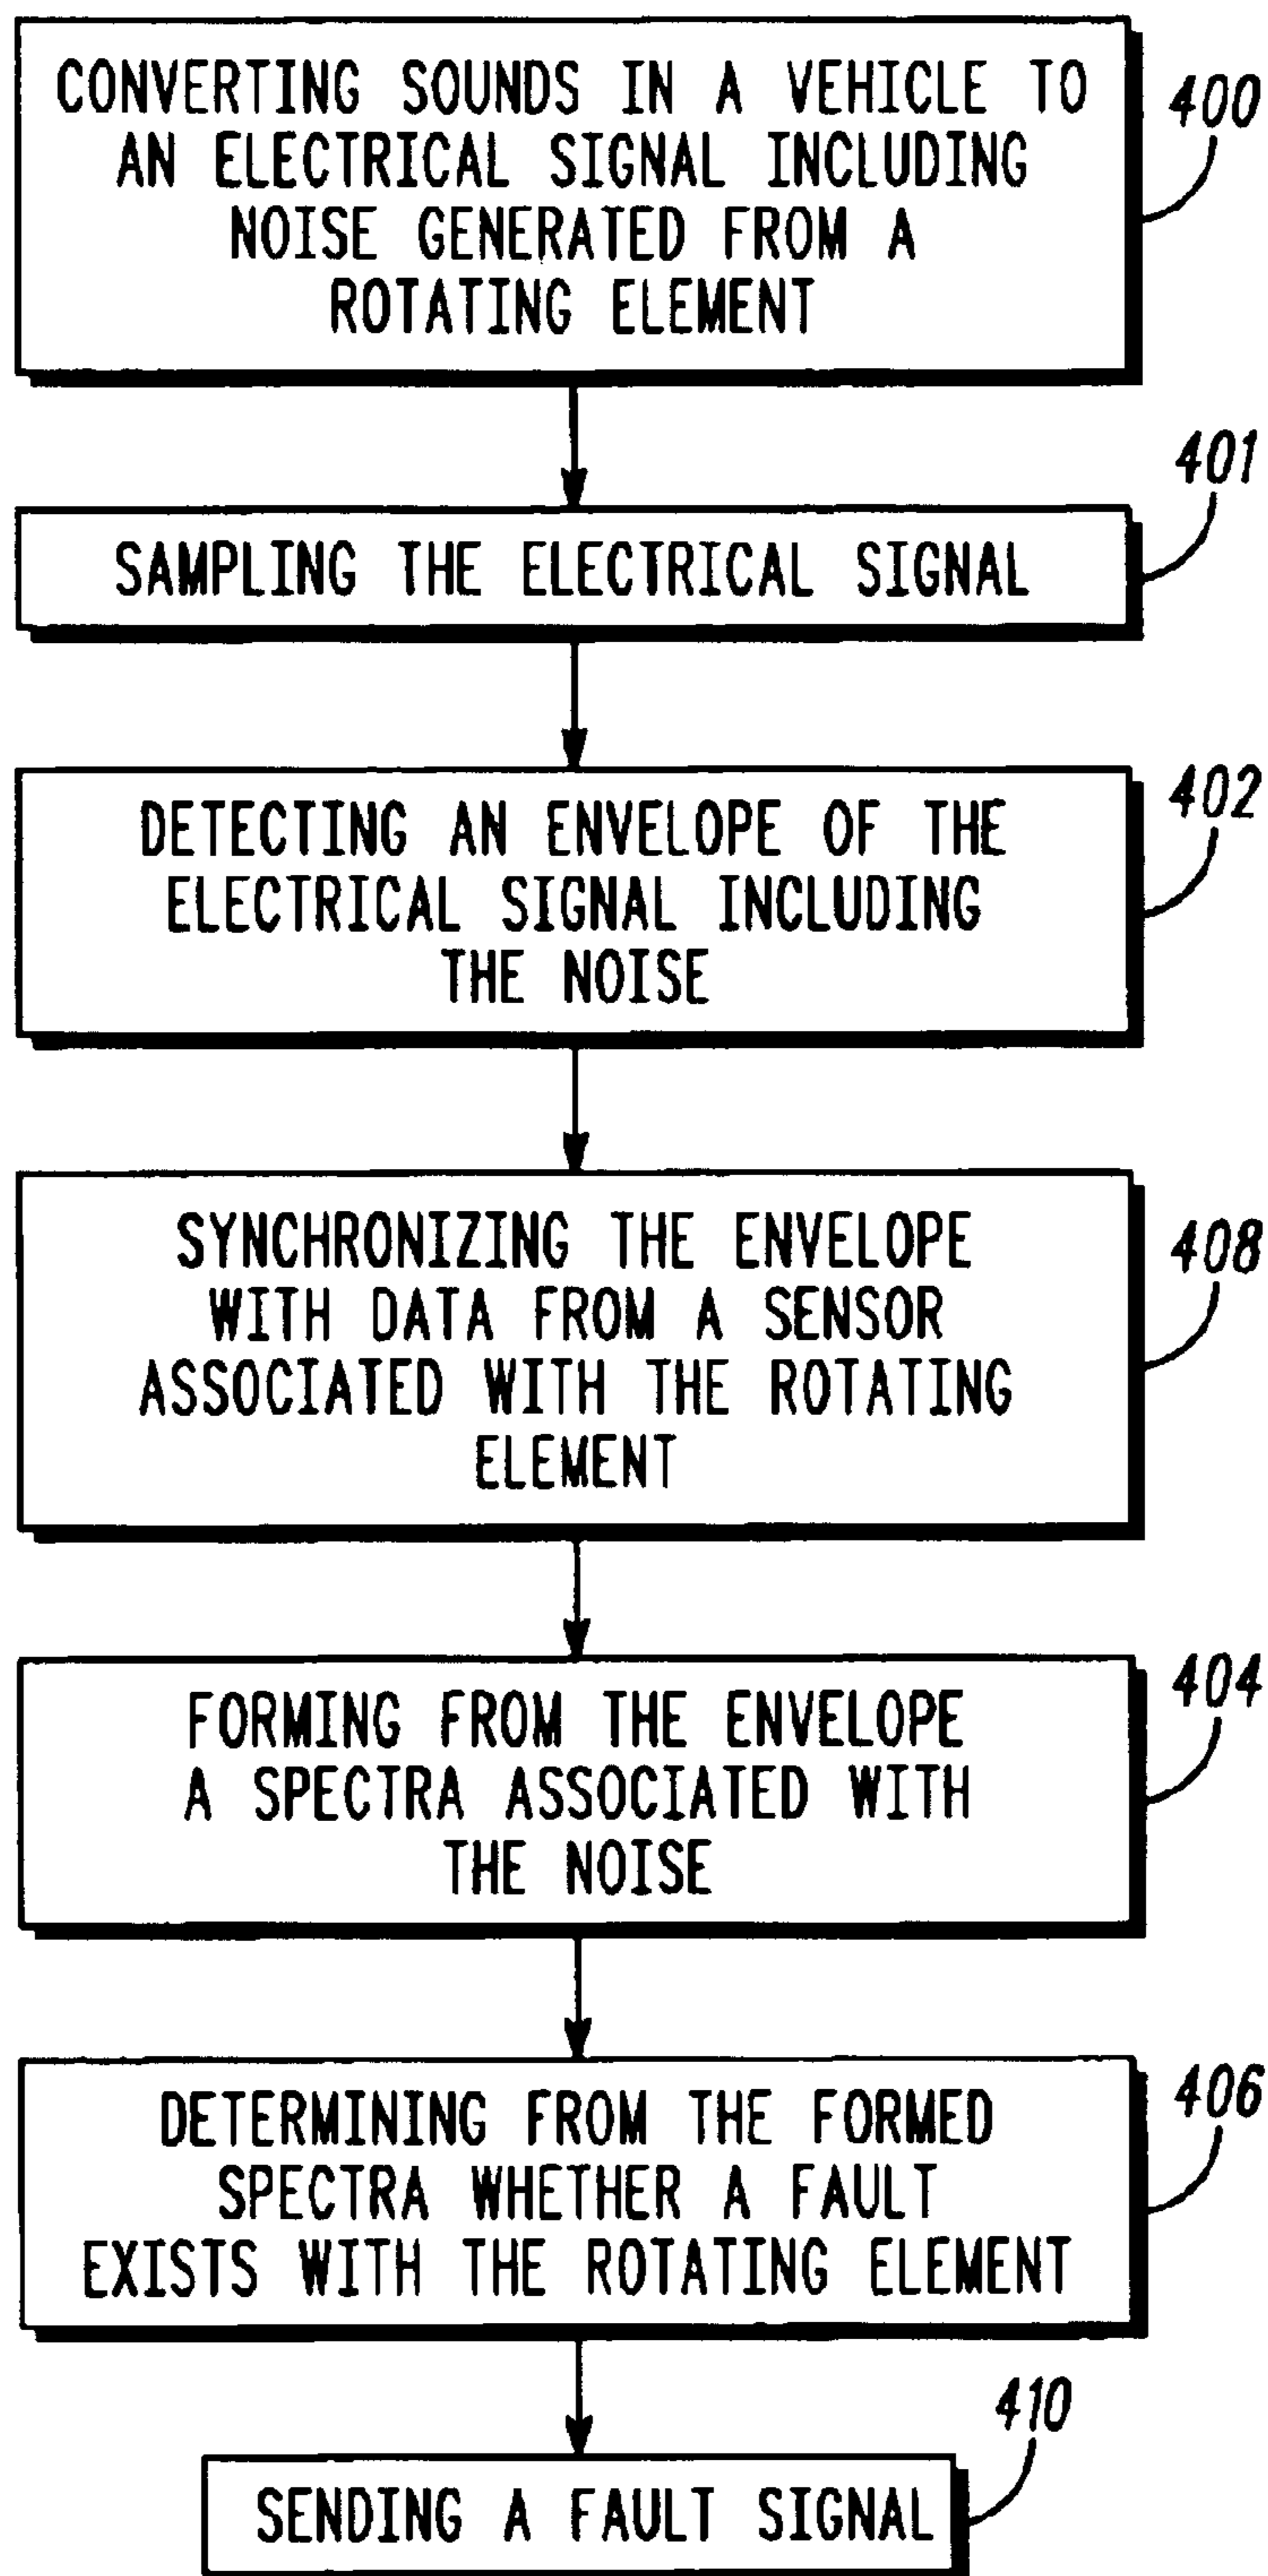 CONVERTING SOUNDS IN A VEHICLE TO
AN ELECTRICAL SIGNAL INCLUDING
NOISE GENERATED FROM A
ROTATING ELEMENT
400
SAMPLING THE ELECTRICAL SIGNAL
401
DETECTING AN ENVELOPE OF THE
ELECTRICAL SIGNAL INCLUDING
THE NOISE
402
SYNCHRONIZING THE ENVELOPE
WITH DATA FROM A SENSOR
ASSOCIATED WITH THE ROTATING
ELEMENT
408
FORMING FROM THE ENVELOPE
A SPECTRA ASSOCIATED WITH
THE NOISE
404
DETERMINING FROM THE FORMED
SPECTRA WHETHER A FAULT
EXISTS WITH THE ROTATING ELEMENT
406
SENDING A FAULT SIGNAL
410